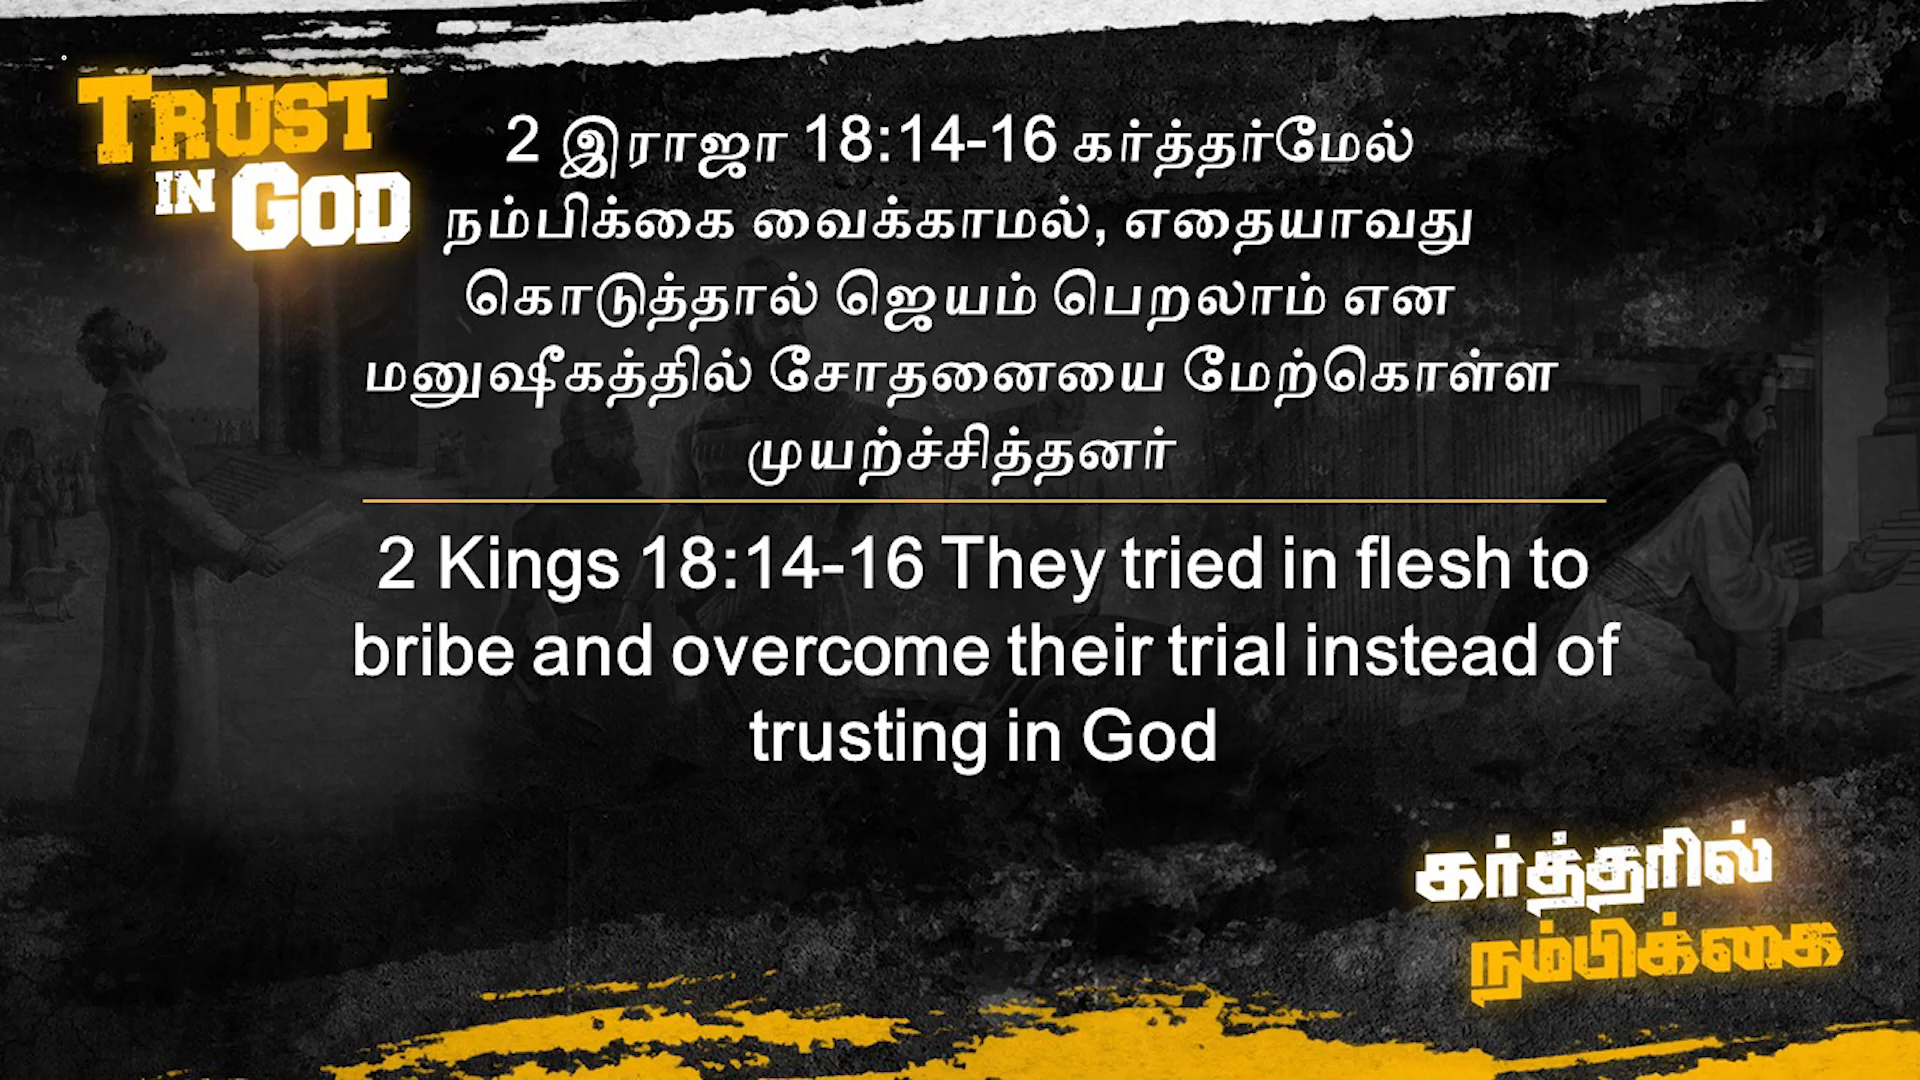 TRUST
IN GOD
2 இராஜா 18:14-16 கர்த்தர்மேல்
நம்பிக்கை வைக்காமல், எதையாவது
கொடுத்தால் ஜெயம் பெறலாம் என
மனுஷீகத்தில் சோதனையை மேற்கொள்ள
முயற்ச்சித்தனர்
2 Kings 18:14-16 They tried in flesh to
bribe and overcome their trial instead of
trusting in God
கர்த்தரில்
நம்பிக்கை